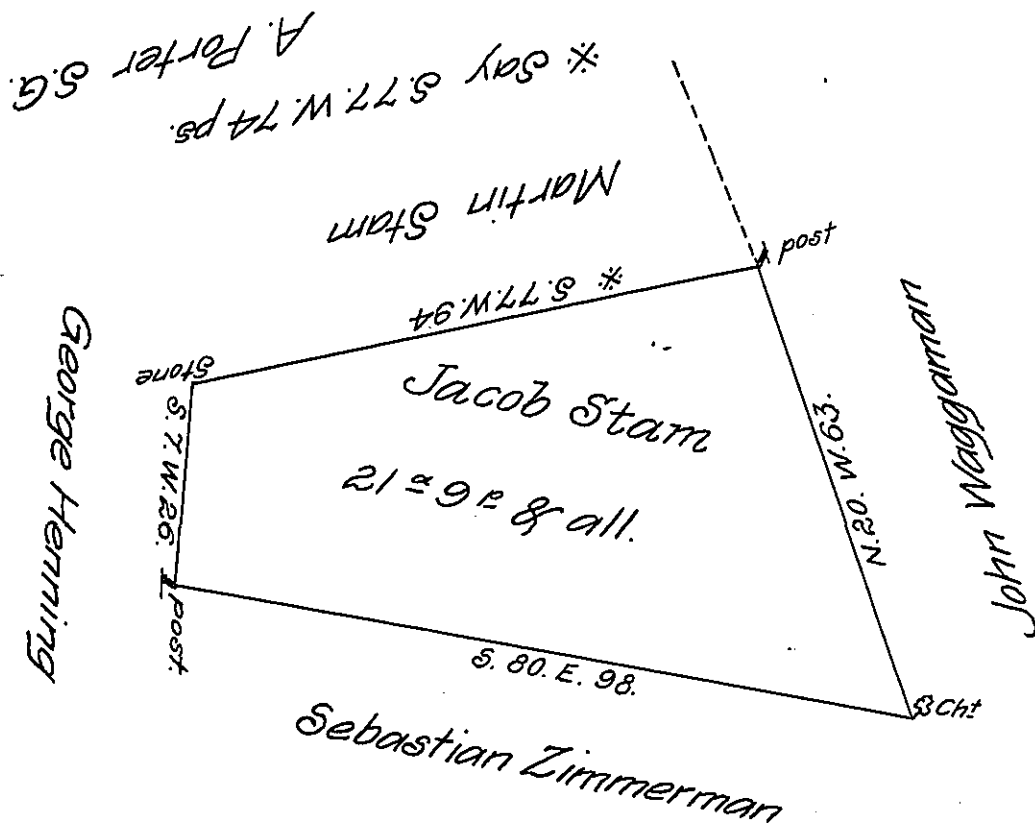 A. Porter S.G.
※ Say S.77.W.74 ps.
Martin Stam
※ S.77.W.94
post
Stone
John Waggaman
N.20.W.63.
George Henning
S.7.W.26.
Jacob Stam
21 a 9 p & all.
post.
S. 80. E. 98.
Cht
Sebastian Zimmerman